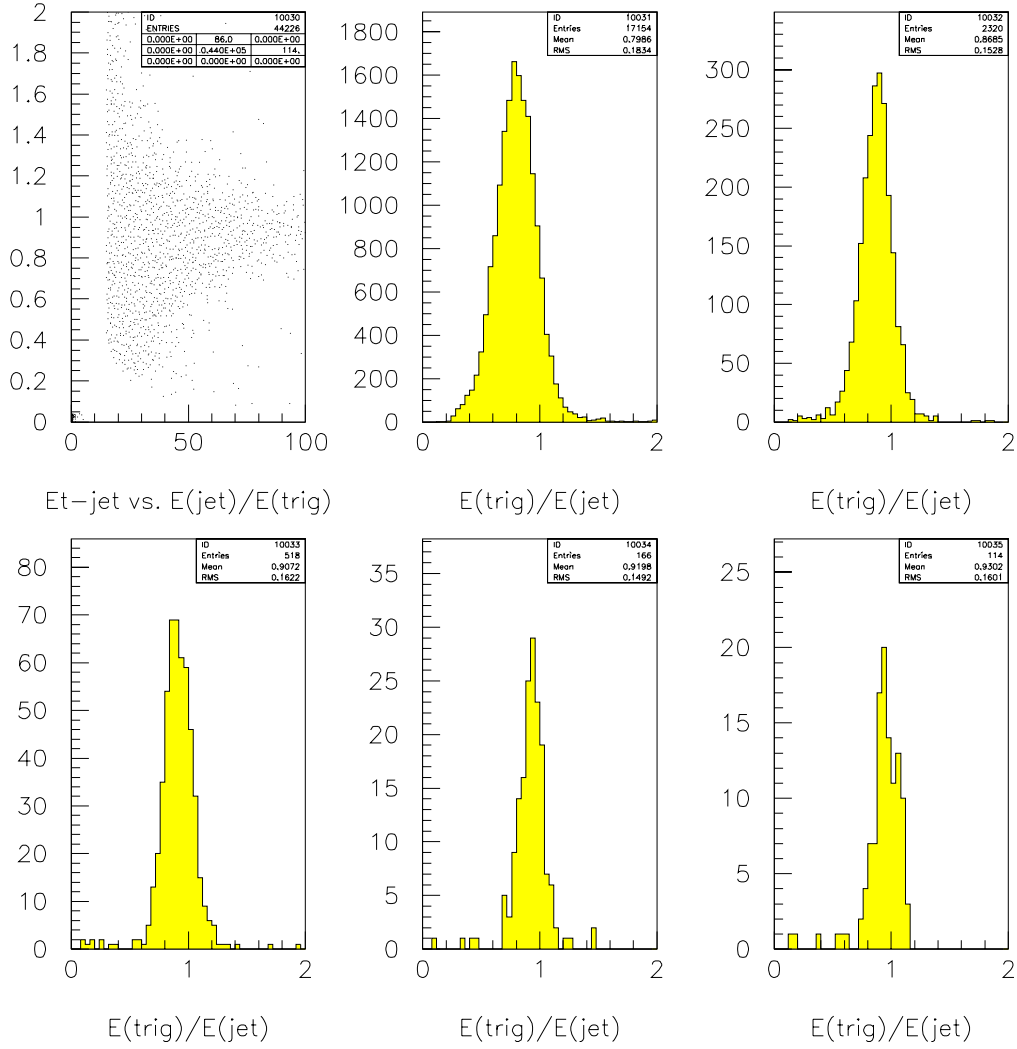 ID 10030
ENTRIES 44226
0.000E+00 86.0 0.000E+00
0.000E+00 0.440E+05 114.
0.000E+00 0.000E+00 0.000E+00
2
1.8
1.6
1.4
1.2
1
0.8
0.6
0.4
0.2
0
0 50 100
Et-jet vs. E(jet)/E(trig)
ID 10031
Entries 17154
Mean 0.7986
RMS 0.1834
1800
1600
1400
1200
1000
800
600
400
200
0
0 1 2
E(trig)/E(jet)
ID 10032
Entries 2320
Mean 0.8685
RMS 0.1528
300
250
200
150
100
50
0
0 1 2
E(trig)/E(jet)
ID 10033
Entries 518
Mean 0.9072
RMS 0.1622
80
70
60
50
40
30
20
10
0
0 1 2
E(trig)/E(jet)
ID 10034
Entries 166
Mean 0.9198
RMS 0.1492
35
30
25
20
15
10
5
0
0 1 2
E(trig)/E(jet)
ID 10035
Entries 114
Mean 0.9302
RMS 0.1601
25
20
15
10
5
0
0 1 2
E(trig)/E(jet)